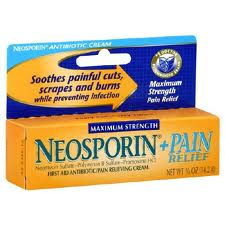 NEOSPORIN® ANTIBIOTIC CREAM
Soothes painful cuts,
scrapes and burns
while preventing infection
Maximum
Strength
Pain Relief
MAXIMUM STRENGTH
NEOSPORIN® + PAIN
RELIEF
Neomycin Sulfate-Polymyxin B Sulfate-Pramoxine HCl
FIRST AID ANTIBIOTIC/PAIN RELIEVING CREAM
NET WT ½ OZ (14.2 g)
NEOSPORIN